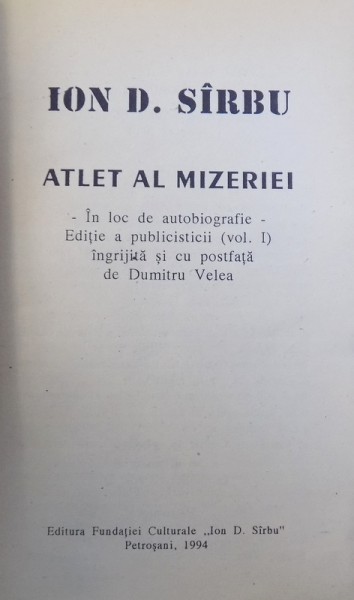 ION D. SÎRBU
ATLET AL MIZERIEI
- În loc de autobiografie -
Ediție a publicisticii (vol. I)
îngrijită și cu postfață
de Dumitru Velea
Editura Fundației Culturale „Ion D. Sîrbu"
Petroșani, 1994